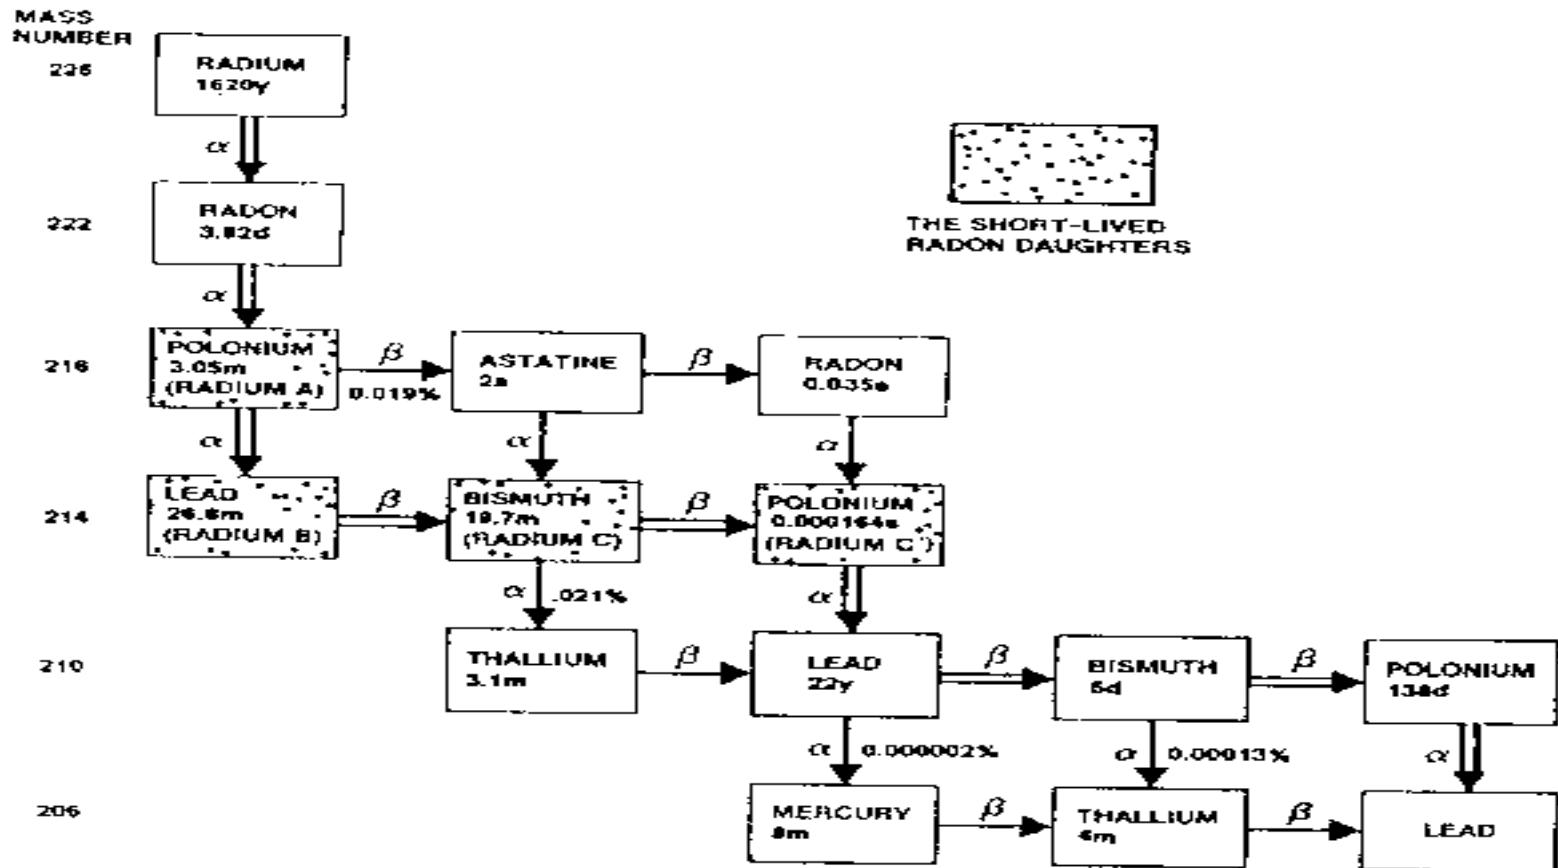 MASS
NUMBER
226
RADIUM
1620y
α
222
RADON
3.82d
α
THE SHORT-LIVED
RADON DAUGHTERS
218
POLONIUM
3.05m
(RADIUM A)
β
0.019%
ASTATINE
2s
β
RADON
0.035s
α
α
α
214
LEAD
26.8m
(RADIUM B)
β
BISMUTH
19.7m
(RADIUM C)
β
POLONIUM
0.000164s
(RADIUM C')
α .021%
α
210
THALLIUM
3.1m
β
LEAD
22y
β
BISMUTH
5d
β
POLONIUM
138d
α 0.000002%
α 0.00013%
α
206
MERCURY
8m
β
THALLIUM
4m
β
LEAD